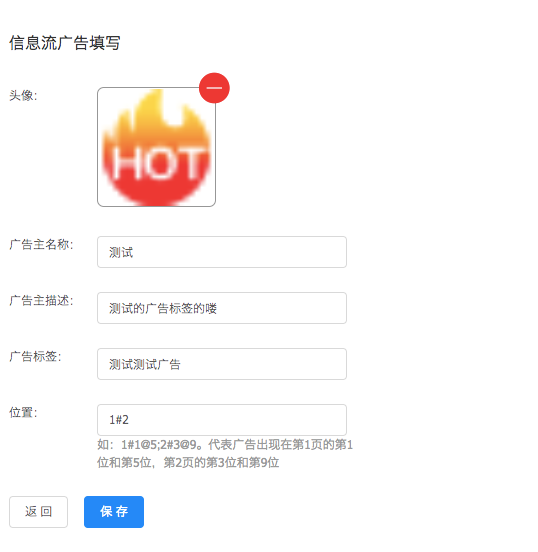 信息流广告填写
头像:
HOT
广告主名称:
测试
广告主描述:
测试的广告标签的喽
广告标签:
测试测试广告
位置:
1#2
如：1#1@5;2#3@9。代表广告出现在第1页的第1
位和第5位，第2页的第3位和第9位
返 回
保 存